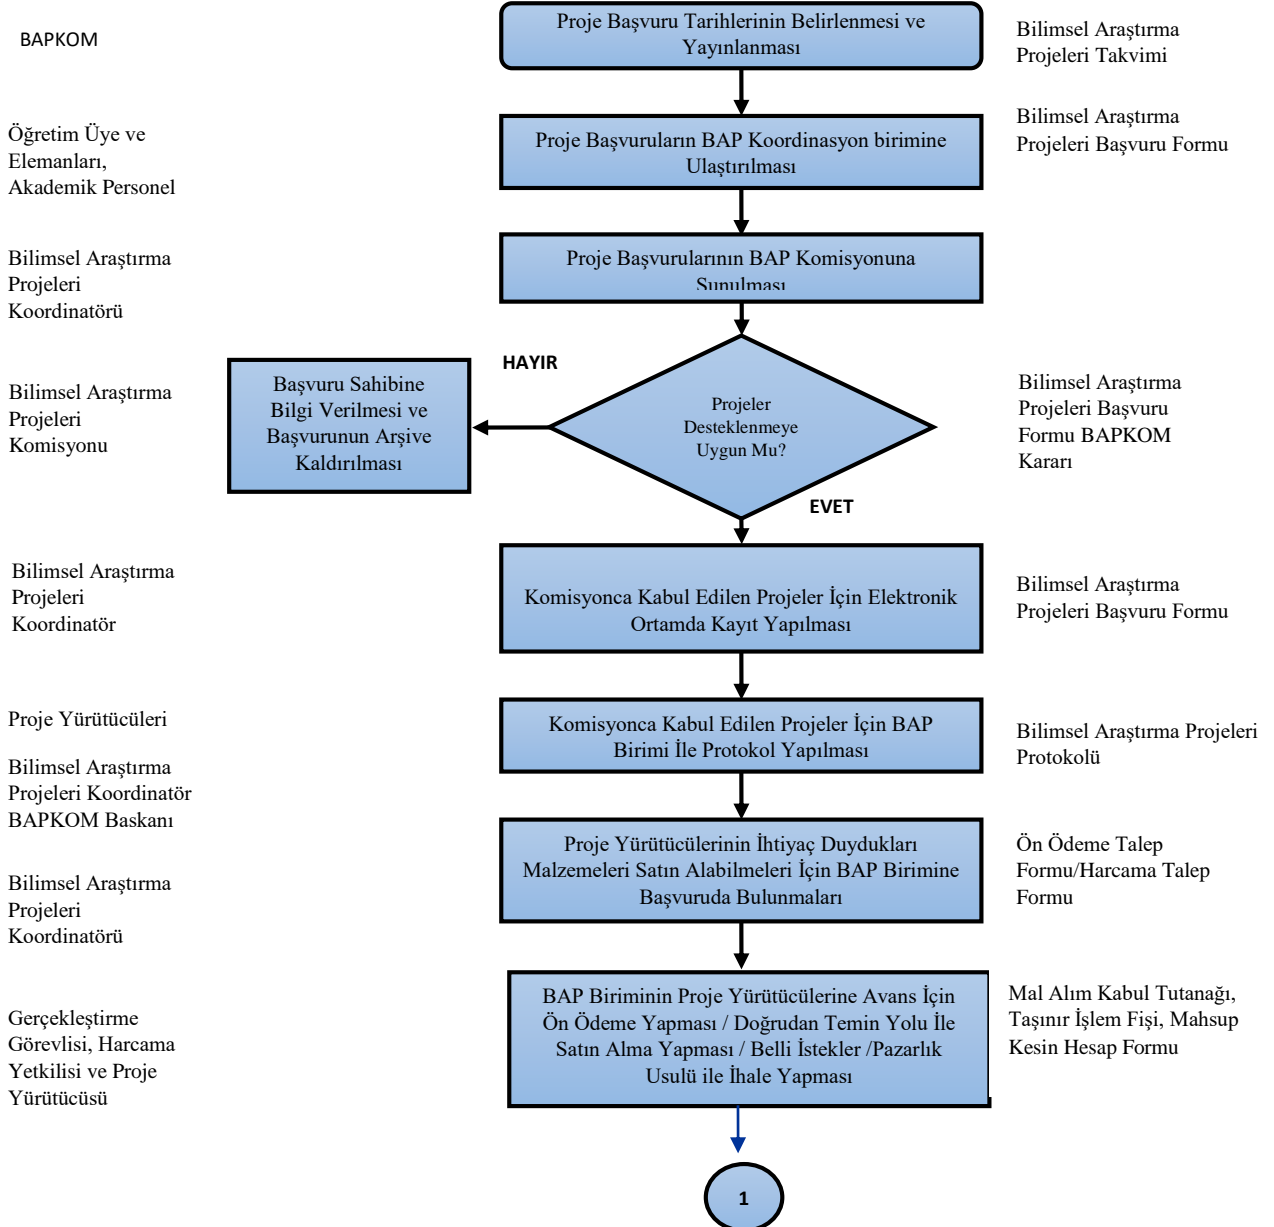 BAPKOM
Proje Başvuru Tarihlerinin Belirlenmesi ve
Yayınlanması
Bilimsel Araştırma
Projeleri Takvimi
Öğretim Üye ve
Elemanları,
Akademik Personel
Proje Başvuruların BAP Koordinasyon birimine
Ulaştırılması
Bilimsel Araştırma
Projeleri Başvuru Formu
Bilimsel Araştırma
Projeleri
Koordinatörü
Proje Başvurularının BAP Komisyonuna
Sunulması
Bilimsel Araştırma
Projeleri
Komisyonu
Başvuru Sahibine
Bilgi Verilmesi ve
Başvurunun Arşive
Kaldırılması
HAYIR
Projeler
Desteklenmeye
Uygun Mu?
EVET
Bilimsel Araştırma
Projeleri Başvuru
Formu BAPKOM
Kararı
Bilimsel Araştırma
Projeleri
Koordinatör
Komisyonca Kabul Edilen Projeler İçin Elektronik
Ortamda Kayıt Yapılması
Bilimsel Araştırma
Projeleri Başvuru Formu
Proje Yürütücüleri
Bilimsel Araştırma
Projeleri Koordinatör
BAPKOM Baskanı
Komisyonca Kabul Edilen Projeler İçin BAP
Birimi İle Protokol Yapılması
Bilimsel Araştırma Projeleri
Protokolü
Bilimsel Araştırma
Projeleri
Koordinatörü
Proje Yürütücülerinin İhtiyaç Duydukları
Malzemeleri Satın Alabilmeleri İçin BAP Birimine
Başvuruda Bulunmaları
Ön Ödeme Talep
Formu/Harcama Talep
Formu
Gerçekleştirme
Görevlisi, Harcama
Yetkilisi ve Proje
Yürütücüsü
BAP Biriminin Proje Yürütücülerine Avans İçin
Ön Ödeme Yapması / Doğrudan Temin Yolu İle
Satın Alma Yapması / Belli İstekler /Pazarlık
Usulü ile İhale Yapması
Mal Alım Kabul Tutanağı,
Taşınır İşlem Fişi, Mahsup
Kesin Hesap Formu
1